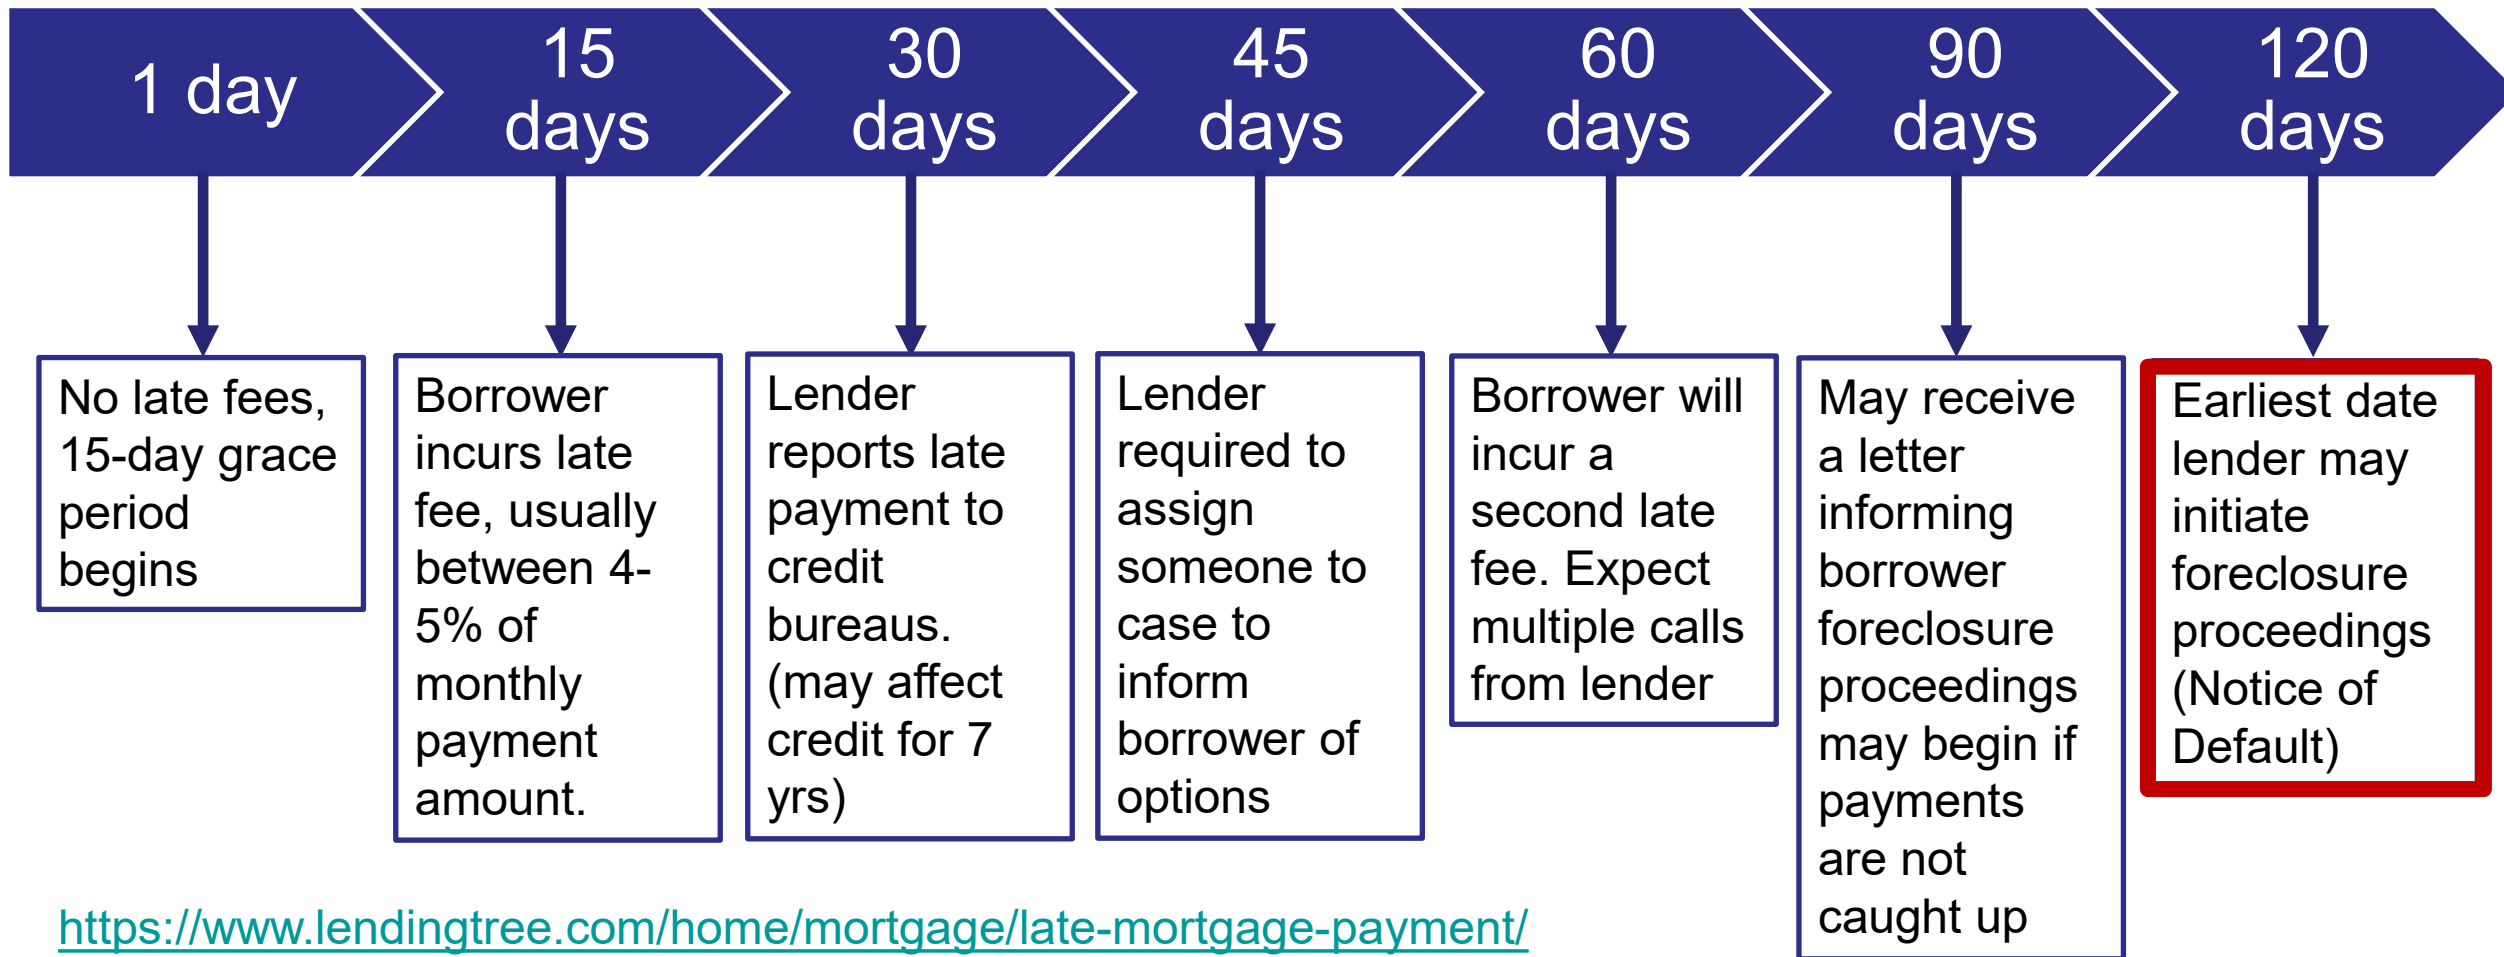 1 day
15
days
30
days
45
days
60
days
90
days
120
days
No late fees,
15-day grace
period
begins
Borrower
incurs late
fee, usually
between 4-
5% of
monthly
payment
amount.
Lender
reports late
payment to
credit
bureaus.
(may affect
credit for 7
yrs)
Lender
required to
assign
someone to
case to
inform
borrower of
options
Borrower will
incur a
second late
fee. Expect
multiple calls
from lender
May receive
a letter
informing
borrower
foreclosure
proceedings
may begin if
payments
are not
caught up
Earliest date
lender may
initiate
foreclosure
proceedings
(Notice of
Default)
https://www.lendingtree.com/home/mortgage/late-mortgage-payment/